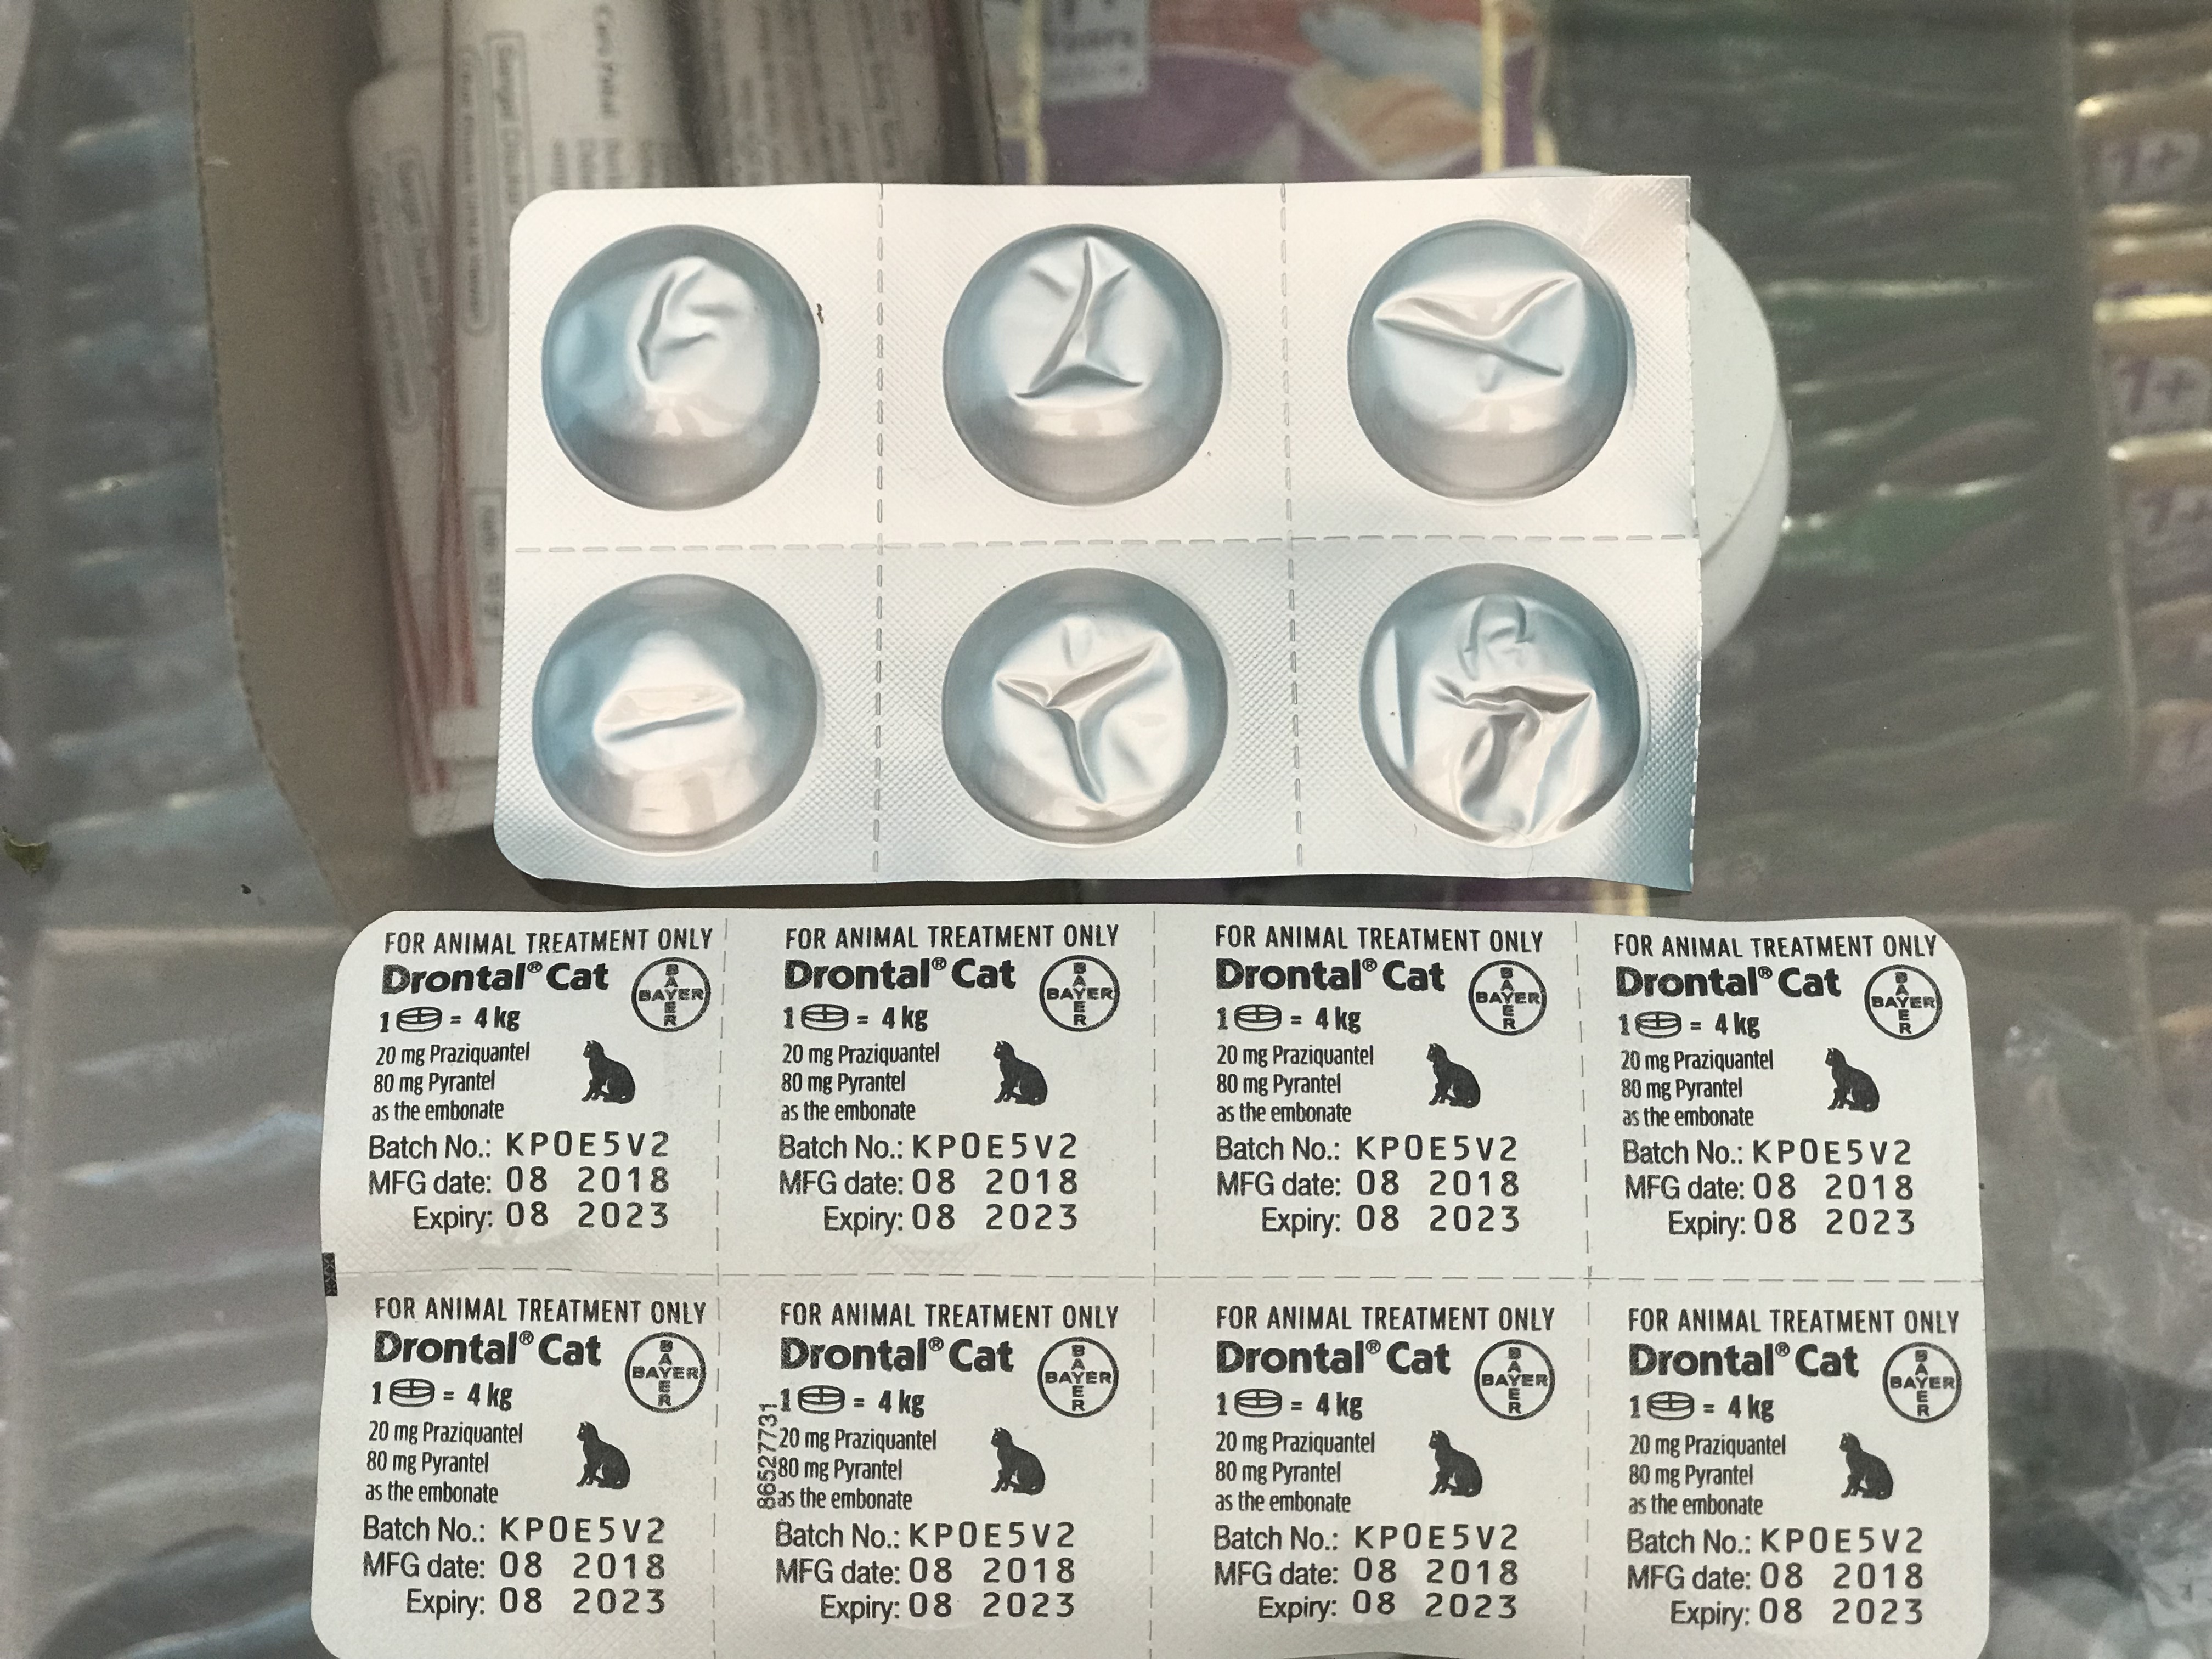 FOR ANIMAL TREATMENT ONLY
Drontal®Cat
1 = 4 kg
BAYER
20 mg Praziquantel
80 mg Pyrantel
as the embonate
Batch No.: KP0E5V2
MFG date: 08 2018
Expiry: 08 2023
FOR ANIMAL TREATMENT ONLY
Drontal®Cat
1 = 4 kg
BAYER
20 mg Praziquantel
80 mg Pyrantel
as the embonate
Batch No.: KP0E5V2
MFG date: 08 2018
Expiry: 08 2023
FOR ANIMAL TREATMENT ONLY
Drontal®Cat
1 = 4 kg
BAYER
20 mg Praziquantel
80 mg Pyrantel
as the embonate
Batch No.: KP0E5V2
MFG date: 08 2018
Expiry: 08 2023
FOR ANIMAL TREATMENT ONLY
Drontal®Cat
1 = 4 kg
BAYER
20 mg Praziquantel
80 mg Pyrantel
as the embonate
Batch No.: KP0E5V2
MFG date: 08 2018
Expiry: 08 2023
FOR ANIMAL TREATMENT ONLY
Drontal®Cat
1 = 4 kg
BAYER
20 mg Praziquantel
80 mg Pyrantel
as the embonate
Batch No.: KP0E5V2
MFG date: 08 2018
Expiry: 08 2023
FOR ANIMAL TREATMENT ONLY
Drontal®Cat
1 = 4 kg
BAYER
86527731
20 mg Praziquantel
80 mg Pyrantel
as the embonate
Batch No.: KP0E5V2
MFG date: 08 2018
Expiry: 08 2023
FOR ANIMAL TREATMENT ONLY
Drontal®Cat
1 = 4 kg
BAYER
20 mg Praziquantel
80 mg Pyrantel
as the embonate
Batch No.: KP0E5V2
MFG date: 08 2018
Expiry: 08 2023
FOR ANIMAL TREATMENT ONLY
Drontal®Cat
1 = 4 kg
BAYER
20 mg Praziquantel
80 mg Pyrantel
as the embonate
Batch No.: KP0E5V2
MFG date: 08 2018
Expiry: 08 2023